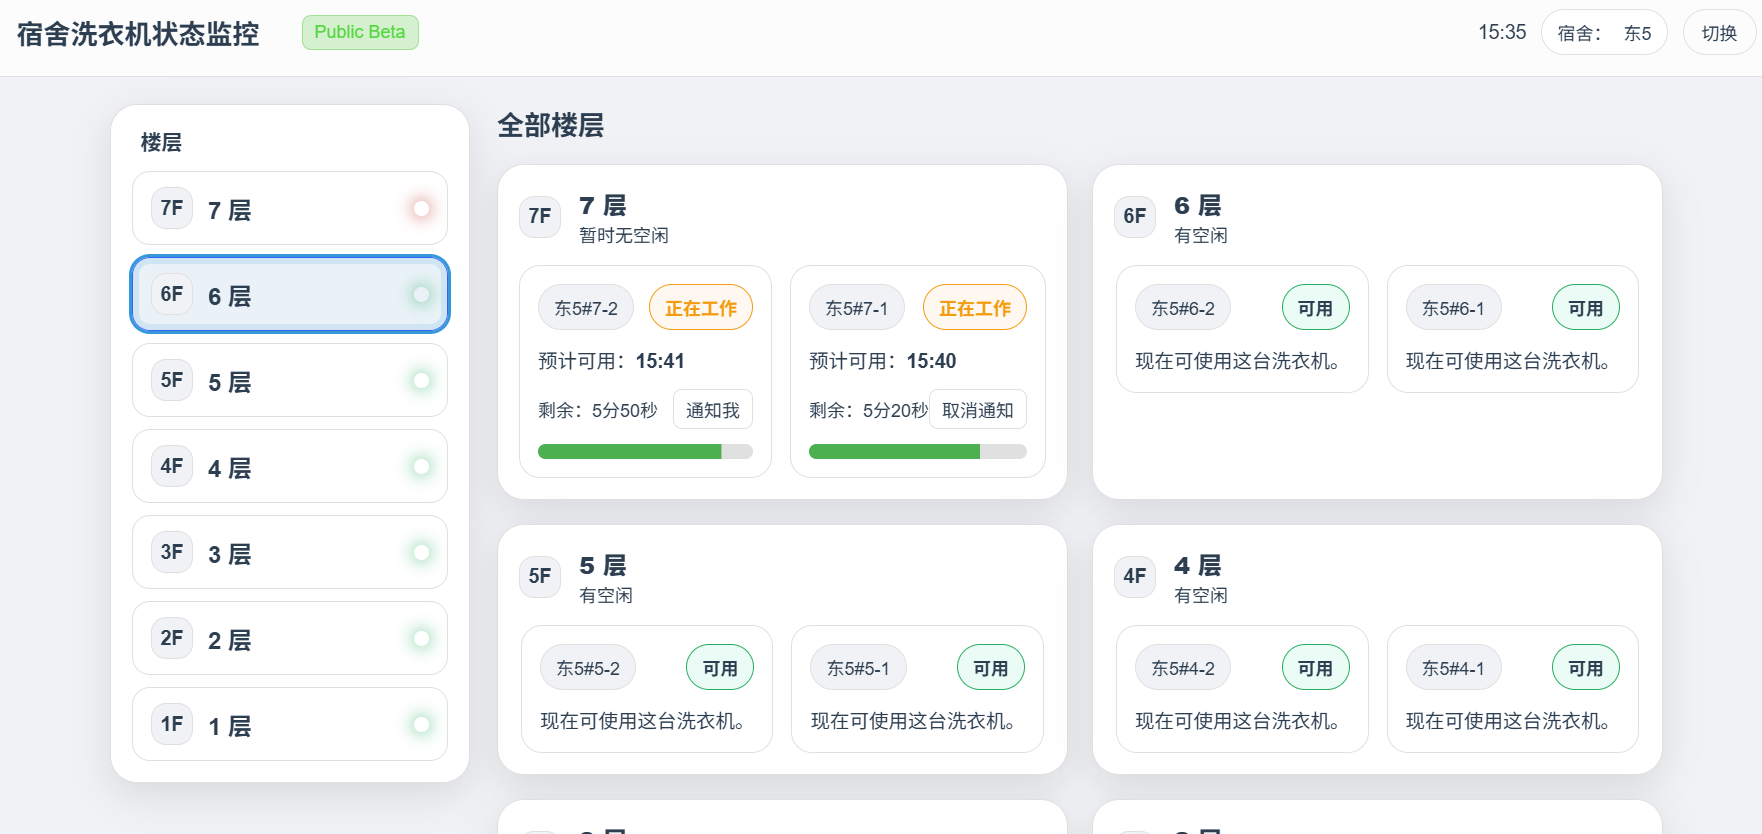 宿舍洗衣机状态监控
Public Beta
15:35
宿舍： 东5
切换
楼层
7F 7 层
6F 6 层
5F 5 层
4F 4 层
3F 3 层
2F 2 层
1F 1 层
全部楼层
7F 7 层
暂时无空闲
东5#7-2 正在工作
预计可用：15:41
剩余：5分50秒 通知我
东5#7-1 正在工作
预计可用：15:40
剩余：5分20秒 取消通知
6F 6 层
有空闲
东5#6-2 可用
现在可使用这台洗衣机。
东5#6-1 可用
现在可使用这台洗衣机。
5F 5 层
有空闲
东5#5-2 可用
现在可使用这台洗衣机。
东5#5-1 可用
现在可使用这台洗衣机。
4F 4 层
有空闲
东5#4-2 可用
现在可使用这台洗衣机。
东5#4-1 可用
现在可使用这台洗衣机。